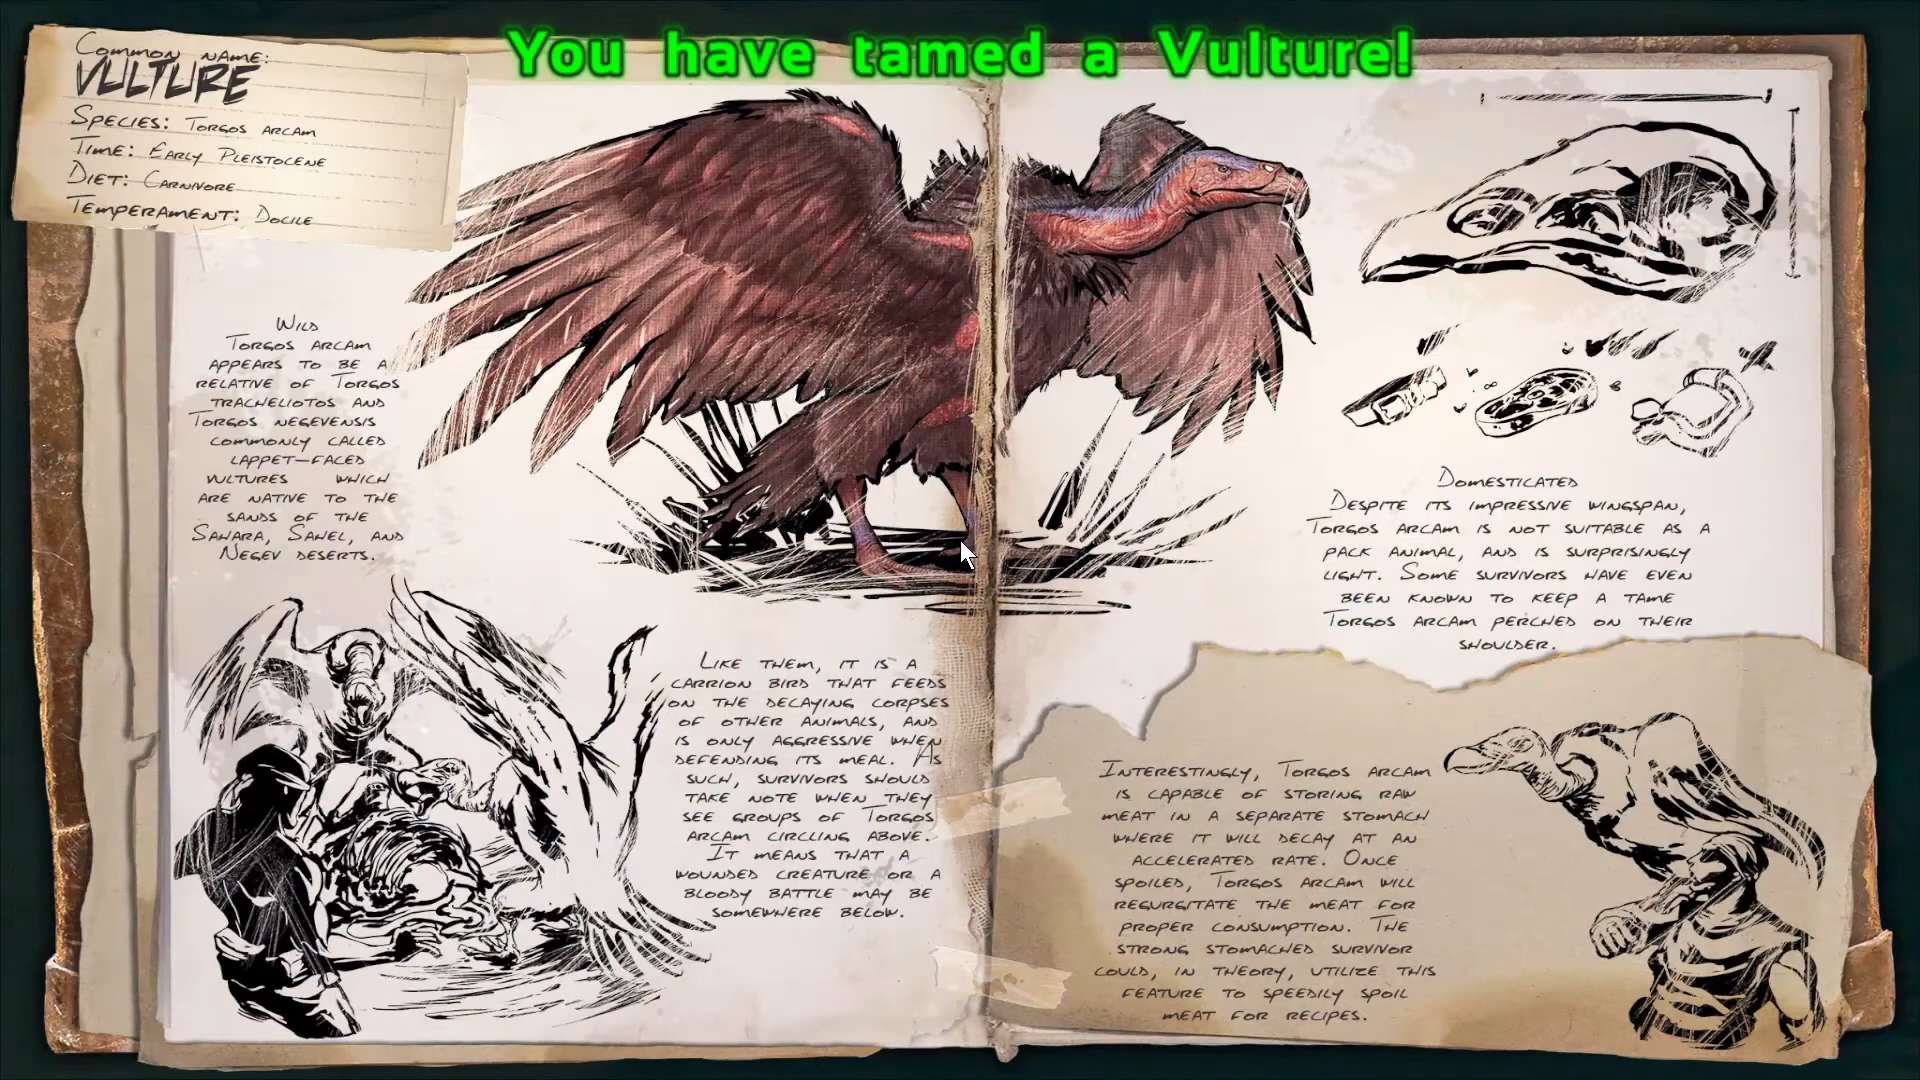 You have tamed a Vulture!
Common name:
Vulture
Species: Torgos arcam
Time: Early Pleistocene
Diet: Carnivore
Temperament: Docile
Wild
Torgos arcam
appears to be a
relative of Torgos
tracheliotos and
Torgos negevensis
commonly called
lappet-faced
vultures which
are native to the
sands of the
Sahara, Sahel, and
Negev deserts.
Like them, it is a
carrion bird that feeds
on the decaying corpses
of other animals, and
is only aggressive when
defending its meal. As
such, survivors should
take note when they
see groups of Torgos
arcam circling above.
It means that a
wounded creature or a
bloody battle may be
somewhere below.
Domesticated
Despite its impressive wingspan,
Torgos arcam is not suitable as a
pack animal, and is surprisingly
light. Some survivors have even
been known to keep a tame
Torgos arcam perched on their
shoulder.
Interestingly, Torgos arcam
is capable of storing raw
meat in a separate stomach
where it will decay at an
accelerated rate. Once
spoiled, Torgos arcam will
regurgitate the meat for
proper consumption. The
strong stomached survivor
could, in theory, utilize this
feature to speedily spoil
meat for recipes.